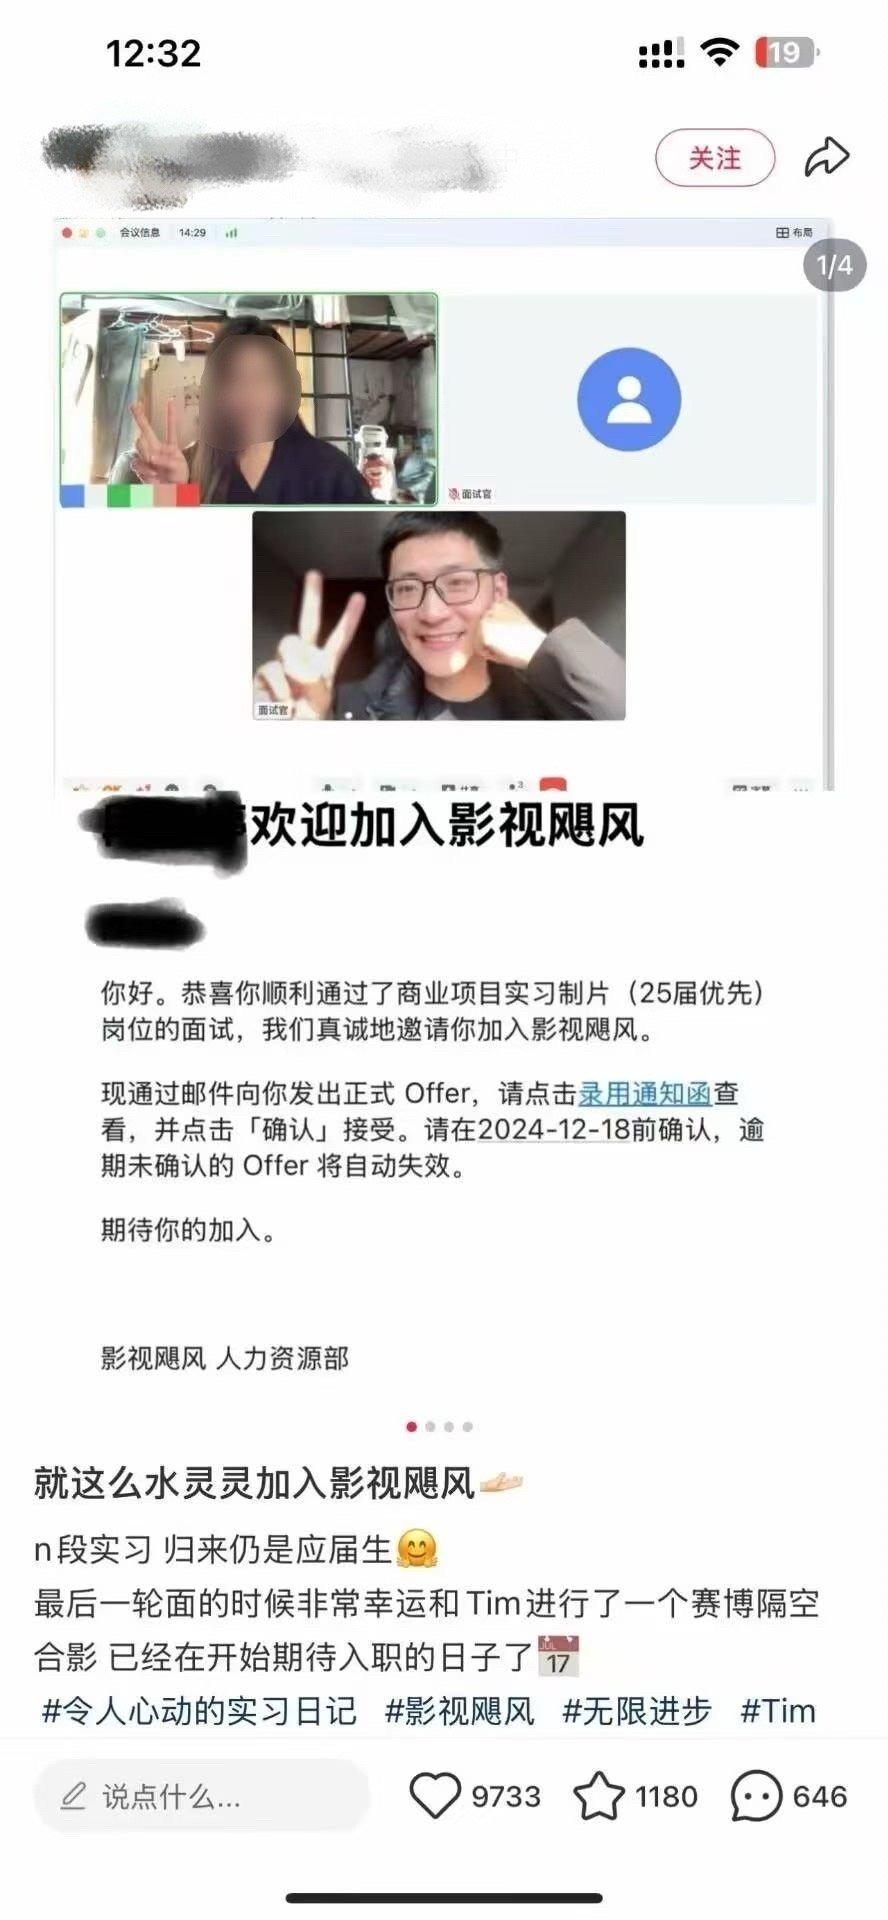 12:32
19
关注
会议信息 14:29 布局
1/4
面试官
面试官
欢迎加入影视飓风
你好。恭喜你顺利通过了商业项目实习制片（25届优先）
岗位的面试，我们真诚地邀请你加入影视飓风。
现通过邮件向你发出正式 Offer，请点击录用通知函查
看，并点击「确认」接受。请在2024-12-18前确认，逾
期未确认的 Offer 将自动失效。
期待你的加入。
影视飓风 人力资源部
就这么水灵灵加入影视飓风🫴🏻
n段实习 归来仍是应届生🤗
最后一轮面的时候非常幸运和Tim进行了一个赛博隔空
合影 已经在开始期待入职的日子了📅
#令人心动的实习日记 #影视飓风 #无限进步 #Tim
说点什么... 9733 1180 646